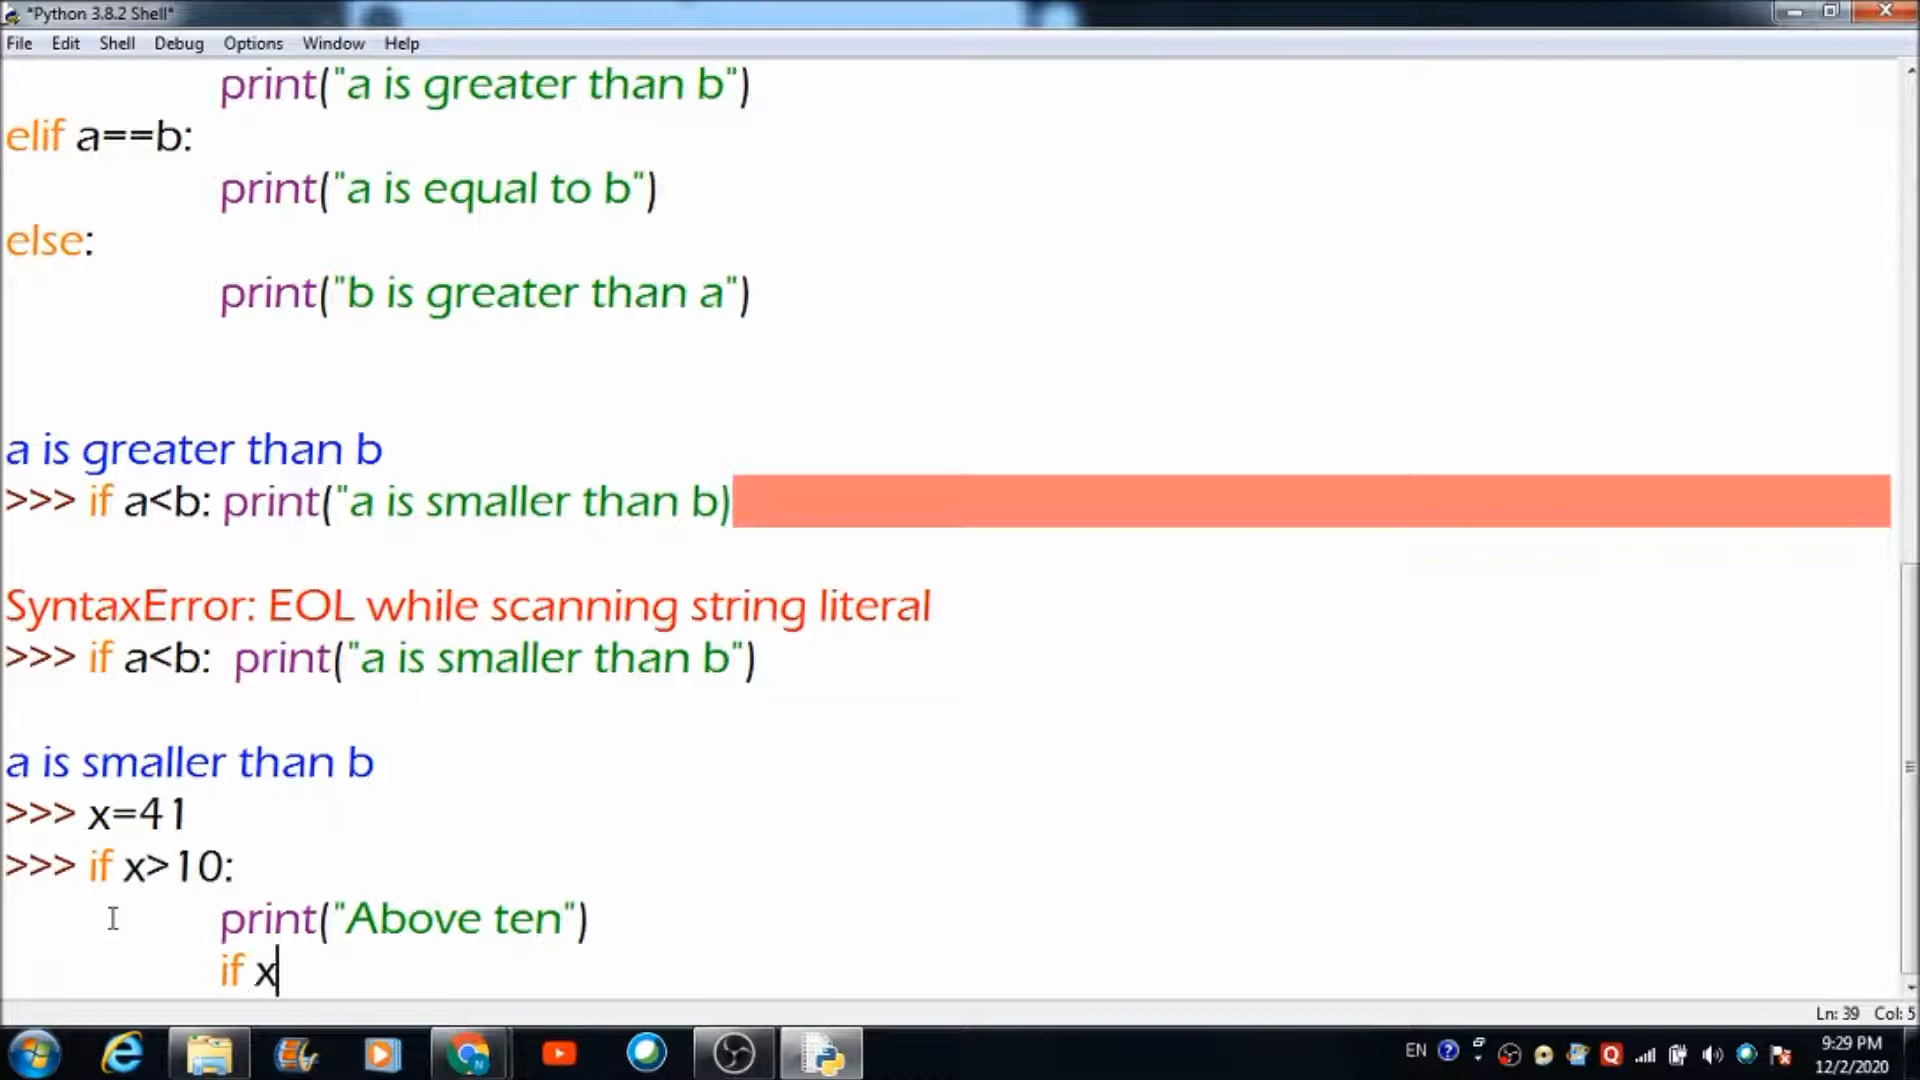 *Python 3.8.2 Shell*
File Edit Shell Debug Options Window Help
print("a is greater than b")
elif a==b:
print("a is equal to b")
else:
print("b is greater than a")
a is greater than b
>>> if a<b: print("a is smaller than b)
SyntaxError: EOL while scanning string literal
>>> if a<b:  print("a is smaller than b")
a is smaller than b
>>> x=41
>>> if x>10:
print("Above ten")
if x
Ln: 39 Col: 5
EN
9:29 PM
12/2/2020